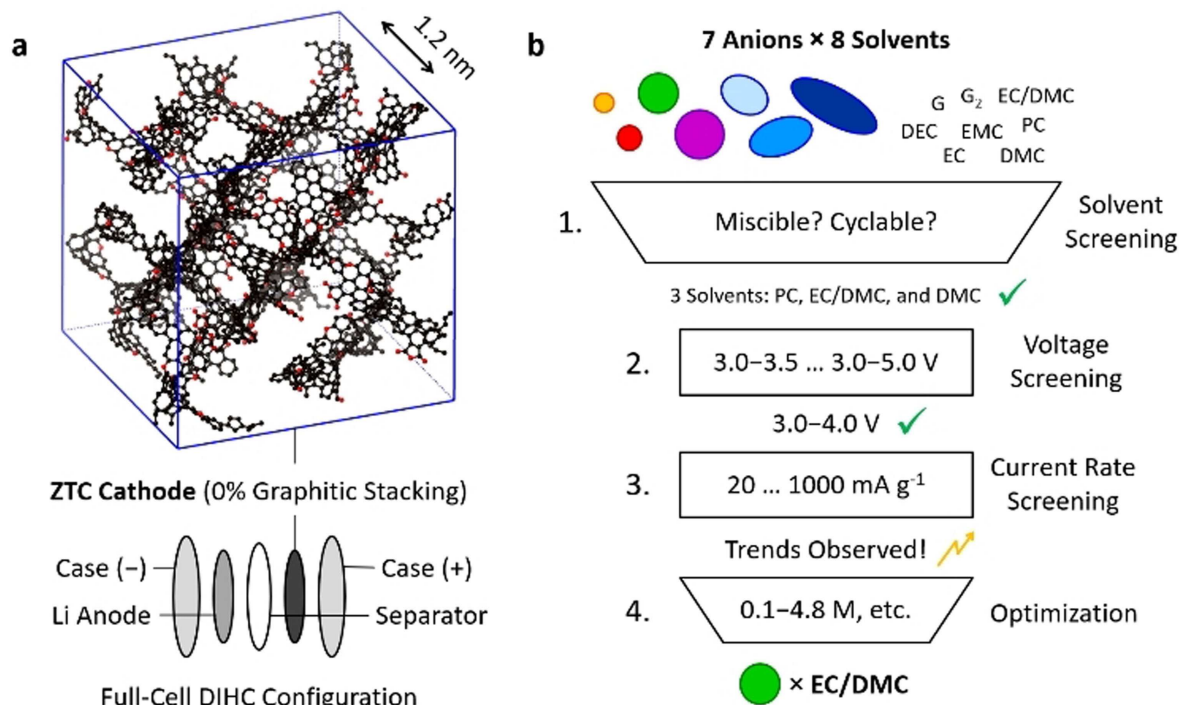 a
1.2 nm
ZTC Cathode (0% Graphitic Stacking)
Case (−)
Case (+)
Li Anode
Separator
Full-Cell DIHC Configuration
b
7 Anions × 8 Solvents
G G₂ EC/DMC
DEC EMC PC
EC DMC
1.
Miscible? Cyclable?
Solvent
Screening
3 Solvents: PC, EC/DMC, and DMC ✓
2.
3.0−3.5 ... 3.0−5.0 V
Voltage
Screening
3.0−4.0 V ✓
3.
20 ... 1000 mA g⁻¹
Current Rate
Screening
Trends Observed!
4.
0.1−4.8 M, etc.
Optimization
× EC/DMC